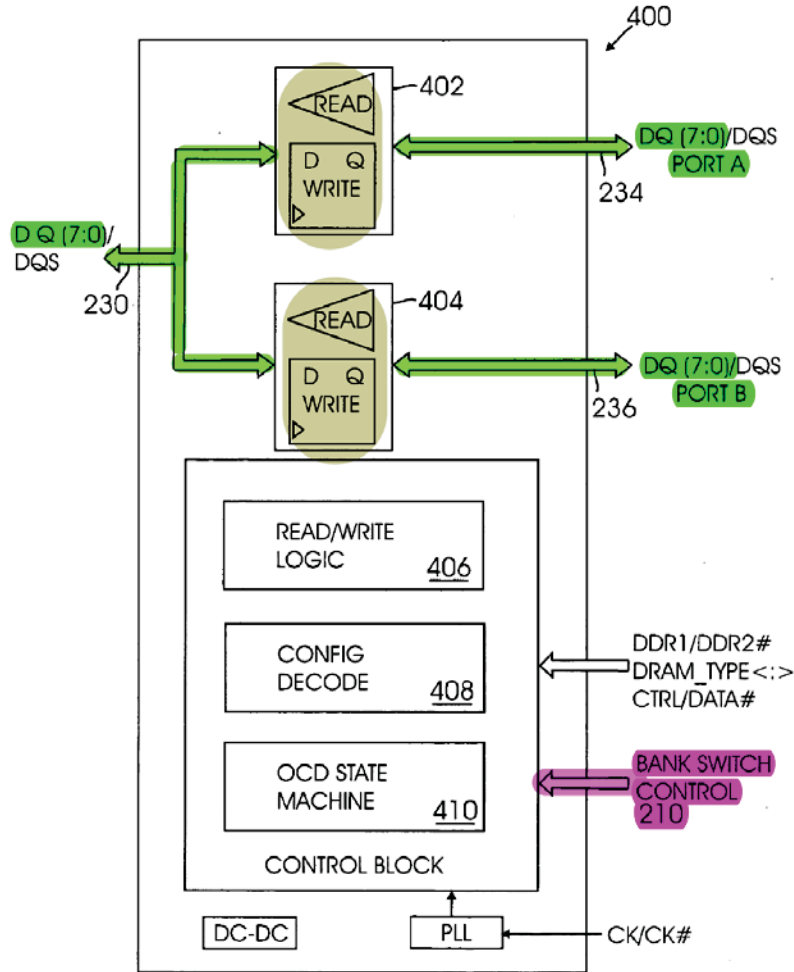 400
402
READ
D Q
WRITE
DQ (7:0)/DQS
PORT A
234
D Q (7:0)/
DQS
230
404
READ
D Q
WRITE
DQ (7:0)/DQS
PORT B
236
READ/WRITE
LOGIC 406
CONFIG
DECODE 408
DDR1/DDR2#
DRAM_TYPE<:>
CTRL/DATA#
OCD STATE
MACHINE 410
BANK SWITCH
CONTROL
210
CONTROL BLOCK
DC-DC
PLL
CK/CK#